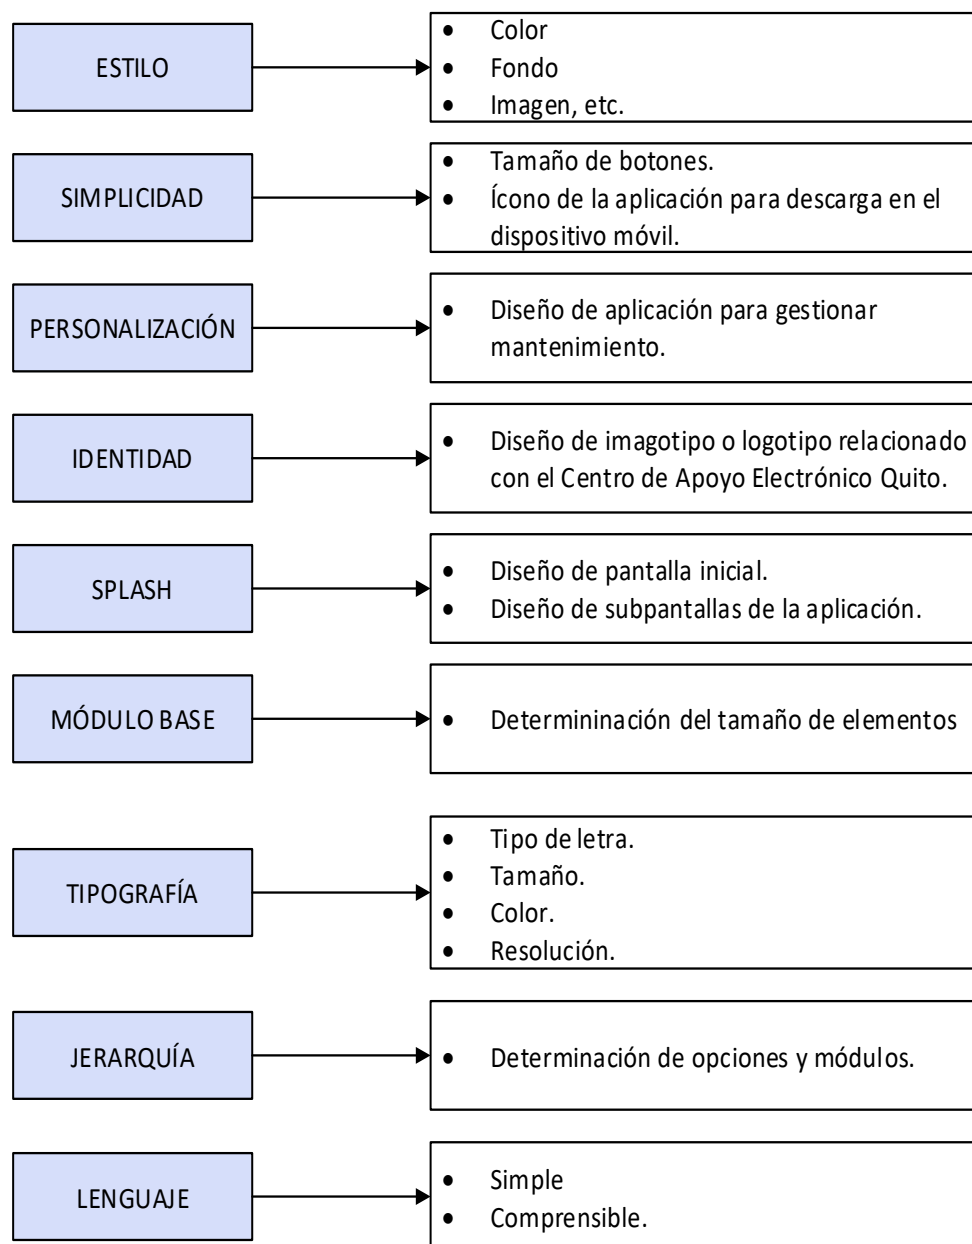 ESTILO
• Color
• Fondo
• Imagen, etc.
SIMPLICIDAD
• Tamaño de botones.
• Ícono de la aplicación para descarga en el
dispositivo móvil.
PERSONALIZACIÓN
• Diseño de aplicación para gestionar
mantenimiento.
IDENTIDAD
• Diseño de imagotipo o logotipo relacionado
con el Centro de Apoyo Electrónico Quito.
SPLASH
• Diseño de pantalla inicial.
• Diseño de subpantallas de la aplicación.
MÓDULO BASE
• Determininación del tamaño de elementos
TIPOGRAFÍA
• Tipo de letra.
• Tamaño.
• Color.
• Resolución.
JERARQUÍA
• Determinación de opciones y módulos.
LENGUAJE
• Simple
• Comprensible.